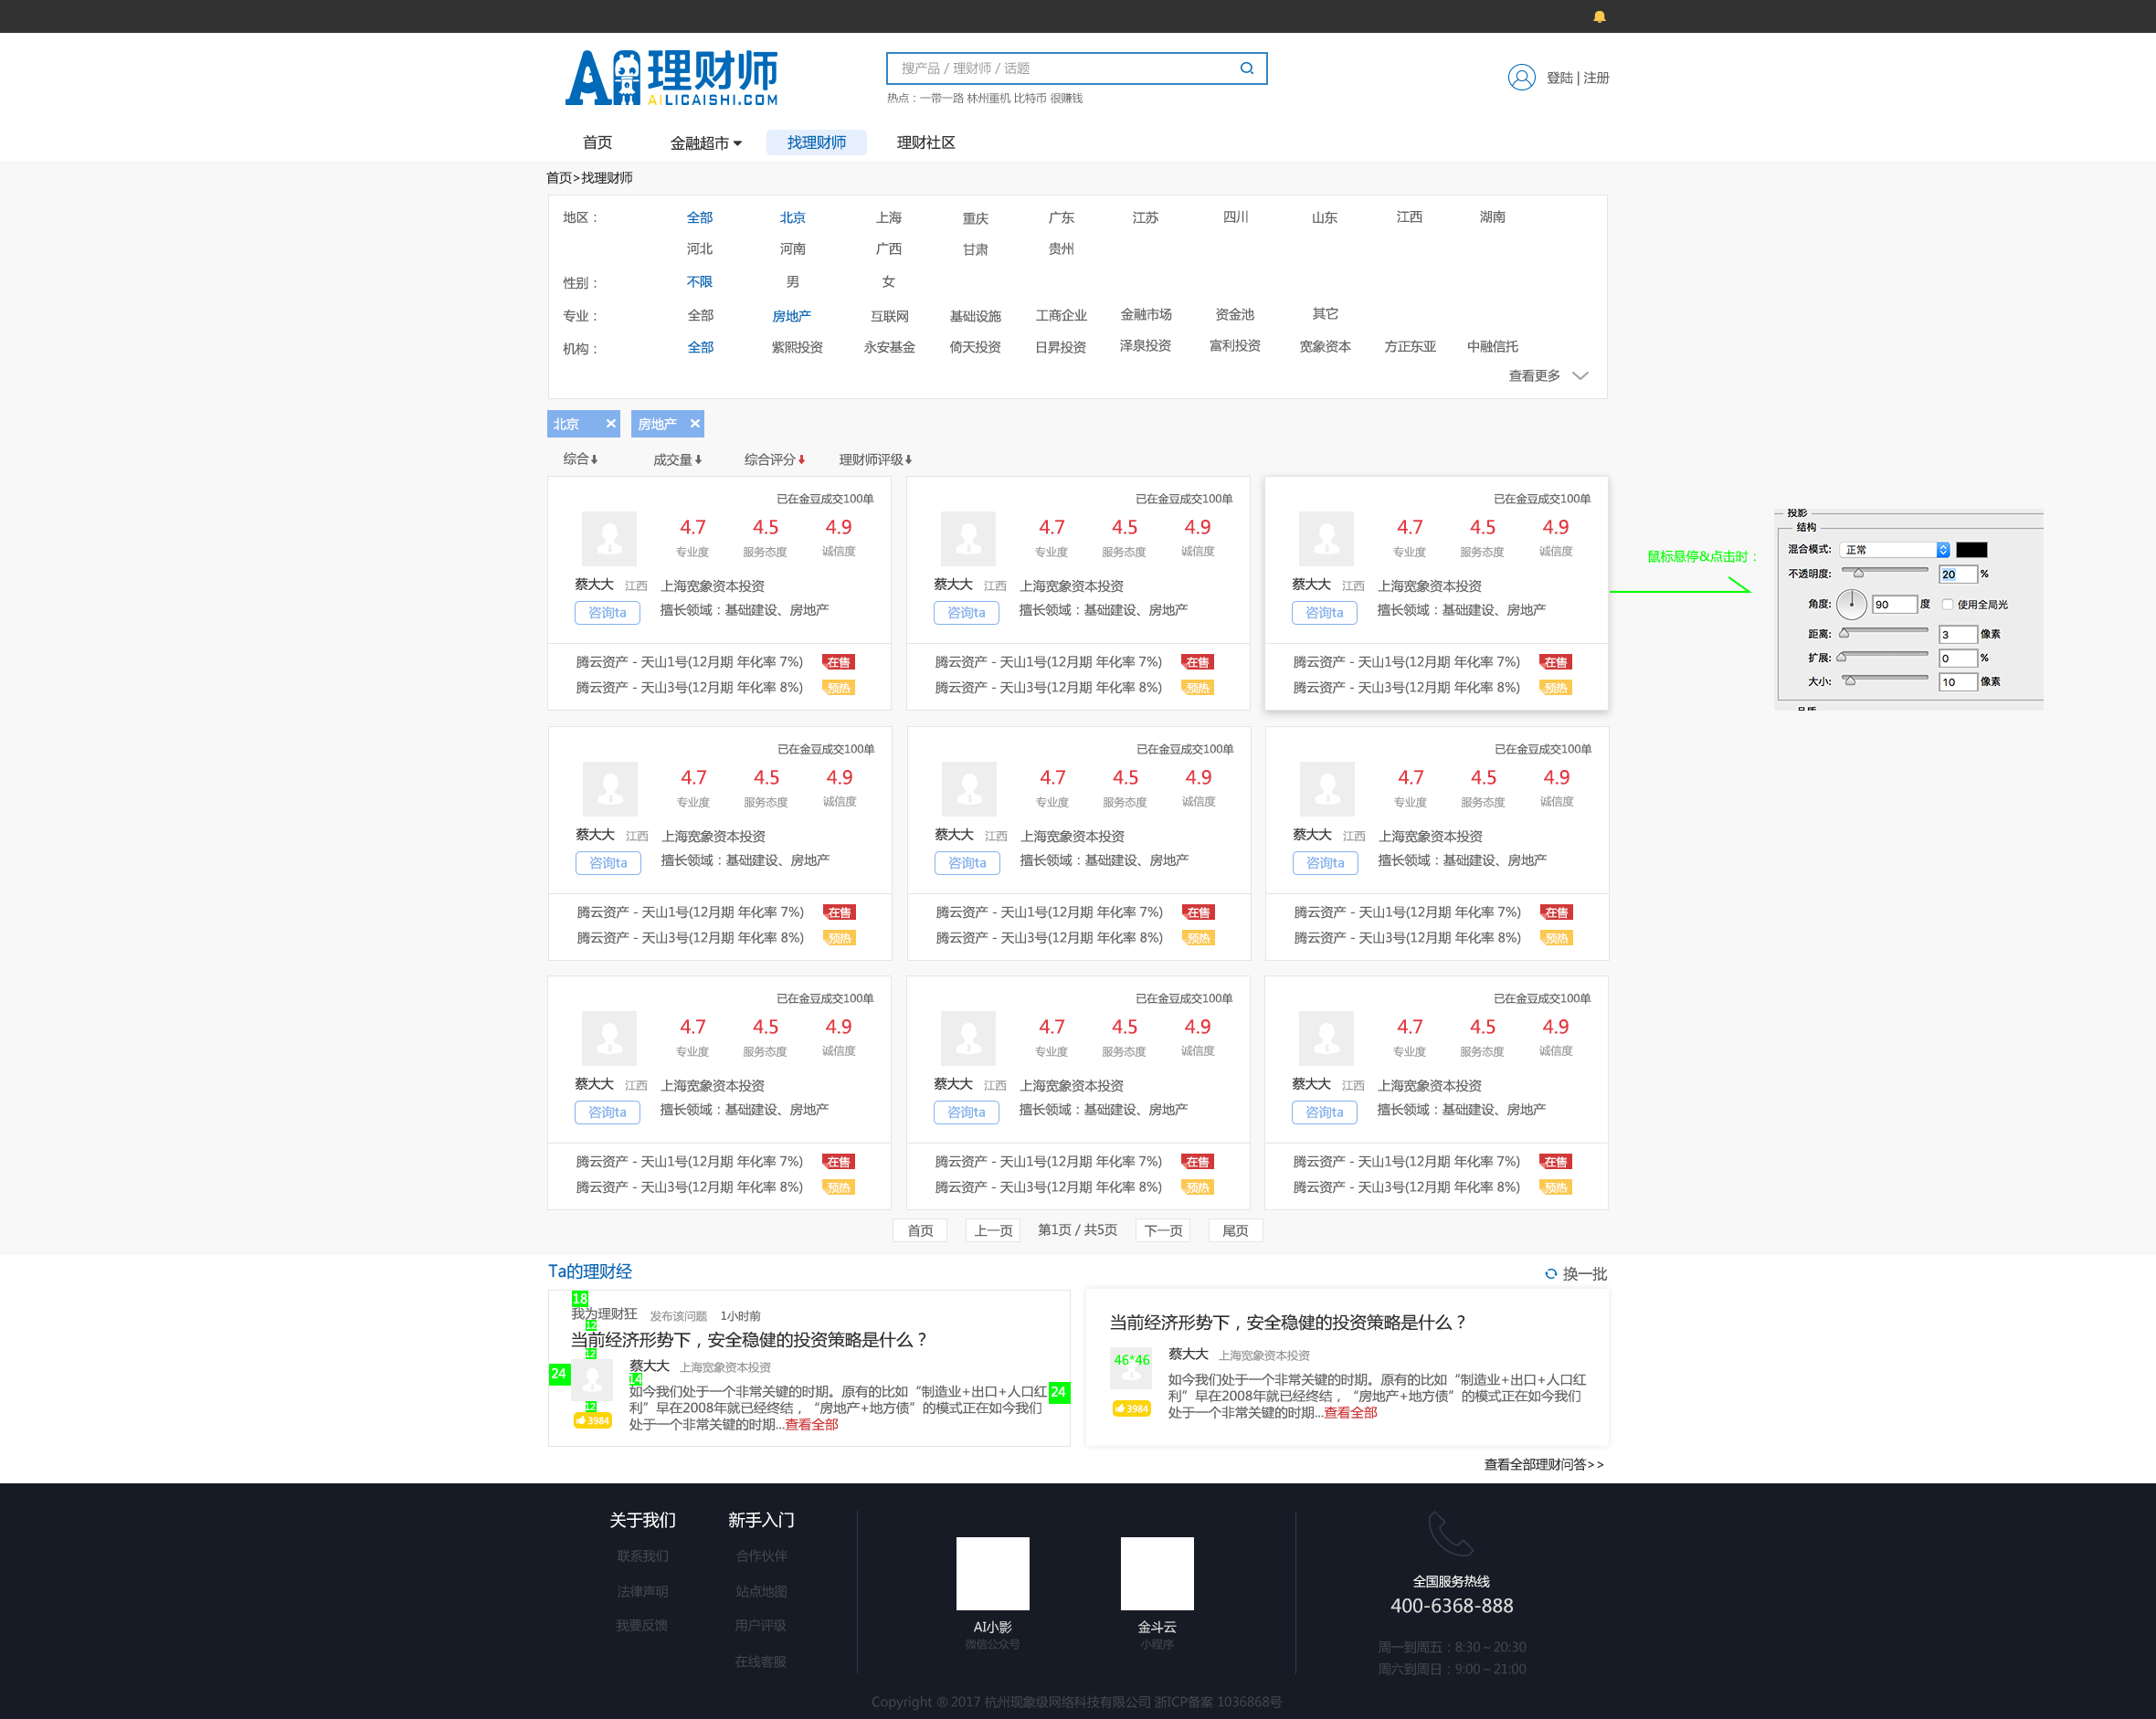 AI理财师
AILICAISHI.COM
搜产品 / 理财师 / 话题
热点：一带一路 林州重机 比特币 很赚钱
登陆 | 注册
首页 金融超市 找理财师 理财社区
首页>找理财师
地区： 全部 北京 上海 重庆 广东 江苏 四川 山东 江西 湖南
河北 河南 广西 甘肃 贵州
性别： 不限 男 女
专业： 全部 房地产 互联网 基础设施 工商企业 金融市场 资金池 其它
机构： 全部 紫熙投资 永安基金 倚天投资 日昇投资 泽泉投资 富利投资 宽象资本 方正东亚 中融信托
查看更多
北京 × 房地产 ×
综合 成交量 综合评分 理财师评级
已在金豆成交100单 已在金豆成交100单 已在金豆成交100单
4.7 4.5 4.9 4.7 4.5 4.9 4.7 4.5 4.9
专业度 服务态度 诚信度 专业度 服务态度 诚信度 专业度 服务态度 诚信度
蔡大大 江西 上海宽象资本投资 蔡大大 江西 上海宽象资本投资 蔡大大 江西 上海宽象资本投资
咨询ta 擅长领域：基础建设、房地产 咨询ta 擅长领域：基础建设、房地产 咨询ta 擅长领域：基础建设、房地产
腾云资产 - 天山1号(12月期 年化率 7%) 在售 腾云资产 - 天山1号(12月期 年化率 7%) 在售 腾云资产 - 天山1号(12月期 年化率 7%) 在售
腾云资产 - 天山3号(12月期 年化率 8%) 预热 腾云资产 - 天山3号(12月期 年化率 8%) 预热 腾云资产 - 天山3号(12月期 年化率 8%) 预热
鼠标悬停&点击时：
投影
结构
混合模式: 正常
不透明度: 20 %
角度: 90 度 使用全局光
距离: 3 像素
扩展: 0 %
大小: 10 像素
已在金豆成交100单 已在金豆成交100单 已在金豆成交100单
4.7 4.5 4.9 4.7 4.5 4.9 4.7 4.5 4.9
专业度 服务态度 诚信度 专业度 服务态度 诚信度 专业度 服务态度 诚信度
蔡大大 江西 上海宽象资本投资 蔡大大 江西 上海宽象资本投资 蔡大大 江西 上海宽象资本投资
咨询ta 擅长领域：基础建设、房地产 咨询ta 擅长领域：基础建设、房地产 咨询ta 擅长领域：基础建设、房地产
腾云资产 - 天山1号(12月期 年化率 7%) 在售 腾云资产 - 天山1号(12月期 年化率 7%) 在售 腾云资产 - 天山1号(12月期 年化率 7%) 在售
腾云资产 - 天山3号(12月期 年化率 8%) 预热 腾云资产 - 天山3号(12月期 年化率 8%) 预热 腾云资产 - 天山3号(12月期 年化率 8%) 预热
已在金豆成交100单 已在金豆成交100单 已在金豆成交100单
4.7 4.5 4.9 4.7 4.5 4.9 4.7 4.5 4.9
专业度 服务态度 诚信度 专业度 服务态度 诚信度 专业度 服务态度 诚信度
蔡大大 江西 上海宽象资本投资 蔡大大 江西 上海宽象资本投资 蔡大大 江西 上海宽象资本投资
咨询ta 擅长领域：基础建设、房地产 咨询ta 擅长领域：基础建设、房地产 咨询ta 擅长领域：基础建设、房地产
腾云资产 - 天山1号(12月期 年化率 7%) 在售 腾云资产 - 天山1号(12月期 年化率 7%) 在售 腾云资产 - 天山1号(12月期 年化率 7%) 在售
腾云资产 - 天山3号(12月期 年化率 8%) 预热 腾云资产 - 天山3号(12月期 年化率 8%) 预热 腾云资产 - 天山3号(12月期 年化率 8%) 预热
首页 上一页 第1页 / 共5页 下一页 尾页
Ta的理财经
换一批
18
我为理财狂 发布该问题 1小时前
12
当前经济形势下，安全稳健的投资策略是什么？
12
24
蔡大大 上海宽象资本投资
14
如今我们处于一个非常关键的时期。原有的比如“制造业+出口+人口红
利”早在2008年就已经终结，“房地产+地方债”的模式正在如今我们
处于一个非常关键的时期...查看全部
24
12
3984
当前经济形势下，安全稳健的投资策略是什么？
46*46
蔡大大 上海宽象资本投资
如今我们处于一个非常关键的时期。原有的比如“制造业+出口+人口红
利”早在2008年就已经终结，“房地产+地方债”的模式正在如今我们
处于一个非常关键的时期...查看全部
3984
查看全部理财问答>>
关于我们
联系我们
法律声明
我要反馈
新手入门
合作伙伴
站点地图
用户评级
在线客服
AI小影
微信公众号
金斗云
小程序
全国服务热线
400-6368-888
周一到周五：8:30～20:30
周六到周日：9:00～21:00
Copyright ® 2017 杭州现象级网络科技有限公司 浙ICP备案 1036868号